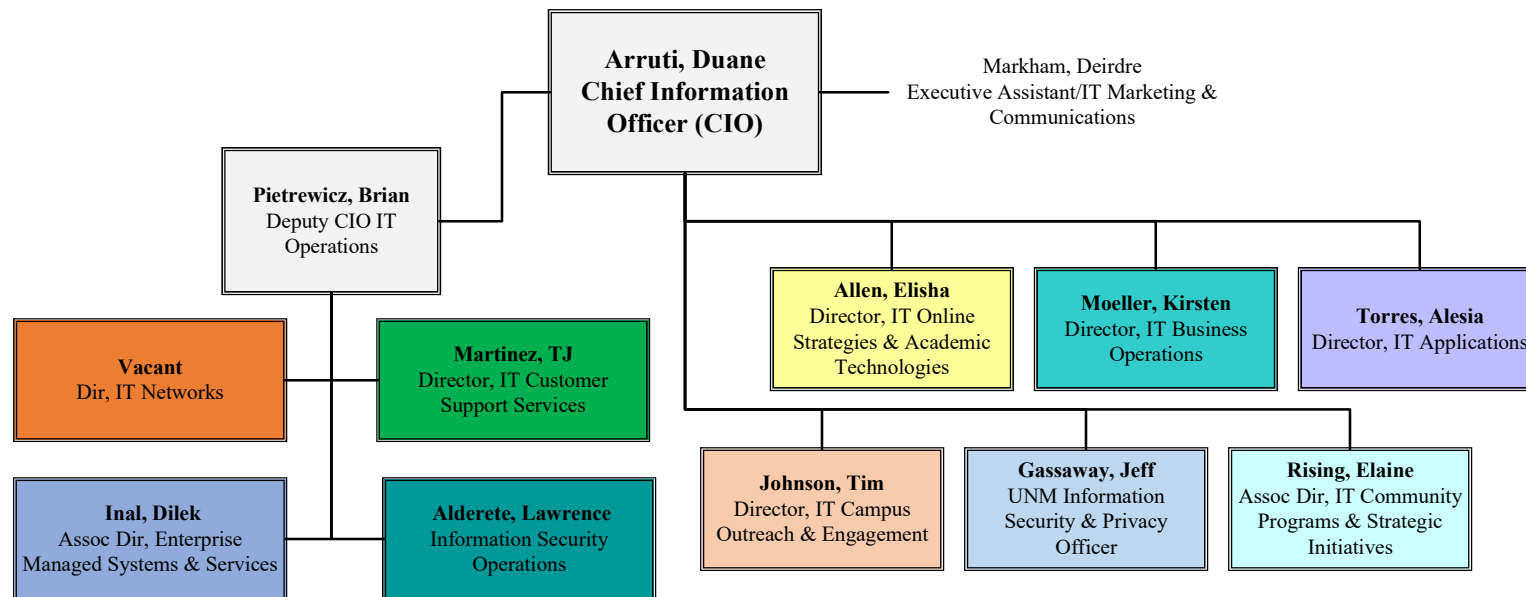 Arruti, Duane
Chief Information
Officer (CIO)
Markham, Deirdre
Executive Assistant/IT Marketing &
Communications
Pietrewicz, Brian
Deputy CIO IT
Operations
Allen, Elisha
Director, IT Online
Strategies & Academic
Technologies
Moeller, Kirsten
Director, IT Business
Operations
Torres, Alesia
Director, IT Applications
Vacant
Dir, IT Networks
Martinez, TJ
Director, IT Customer
Support Services
Johnson, Tim
Director, IT Campus
Outreach & Engagement
Gassaway, Jeff
UNM Information
Security & Privacy
Officer
Rising, Elaine
Assoc Dir, IT Community
Programs & Strategic
Initiatives
Inal, Dilek
Assoc Dir, Enterprise
Managed Systems & Services
Alderete, Lawrence
Information Security
Operations